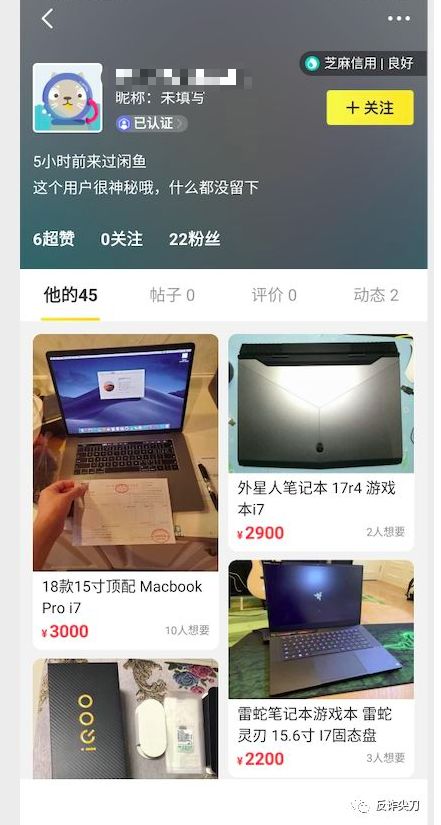 芝麻信用 | 良好
昵称：未填写
已认证
+ 关注
5小时前来过闲鱼
这个用户很神秘哦，什么都没留下
6超赞 0关注 22粉丝
他的45 帖子 0 评价 0 动态 2
18款15寸顶配 Macbook
Pro i7
¥3000 10人想要
外星人笔记本 17r4 游戏
本i7
¥2900 2人想要
iQOO
雷蛇笔记本游戏本 雷蛇
灵刃 15.6寸 I7固态盘
¥2200 3人想要
反诈尖刀